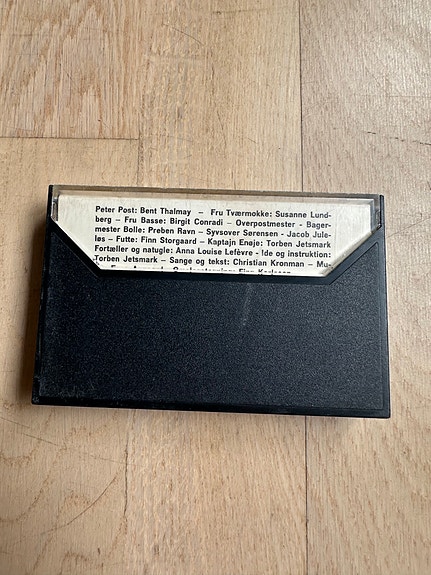 Peter Post: Bent Thalmay – Fru Tværmokke: Susanne Lund-
berg – Fru Basse: Birgit Conradi – Overpostmester - Bager-
mester Bolle: Preben Ravn – Syvsover Sørensen - Jacob Jule-
løs – Futte: Finn Storgaard – Kaptajn Enøje: Torben Jetsmark
Fortæller og natugle: Anna Louise Lefèvre - Ide og instruktion:
Torben Jetsmark – Sange og tekst: Christian Kronman – Mu-